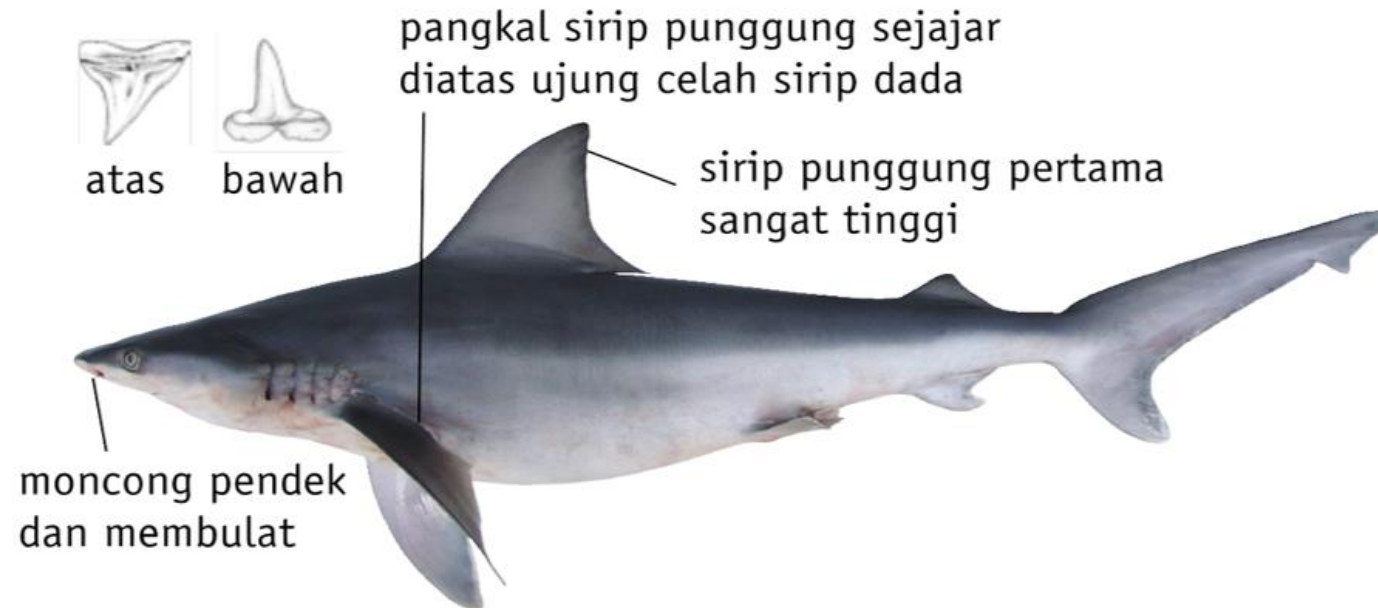 pangkal sirip punggung sejajar
diatas ujung celah sirip dada
atas
bawah
sirip punggung pertama
sangat tinggi
moncong pendek
dan membulat